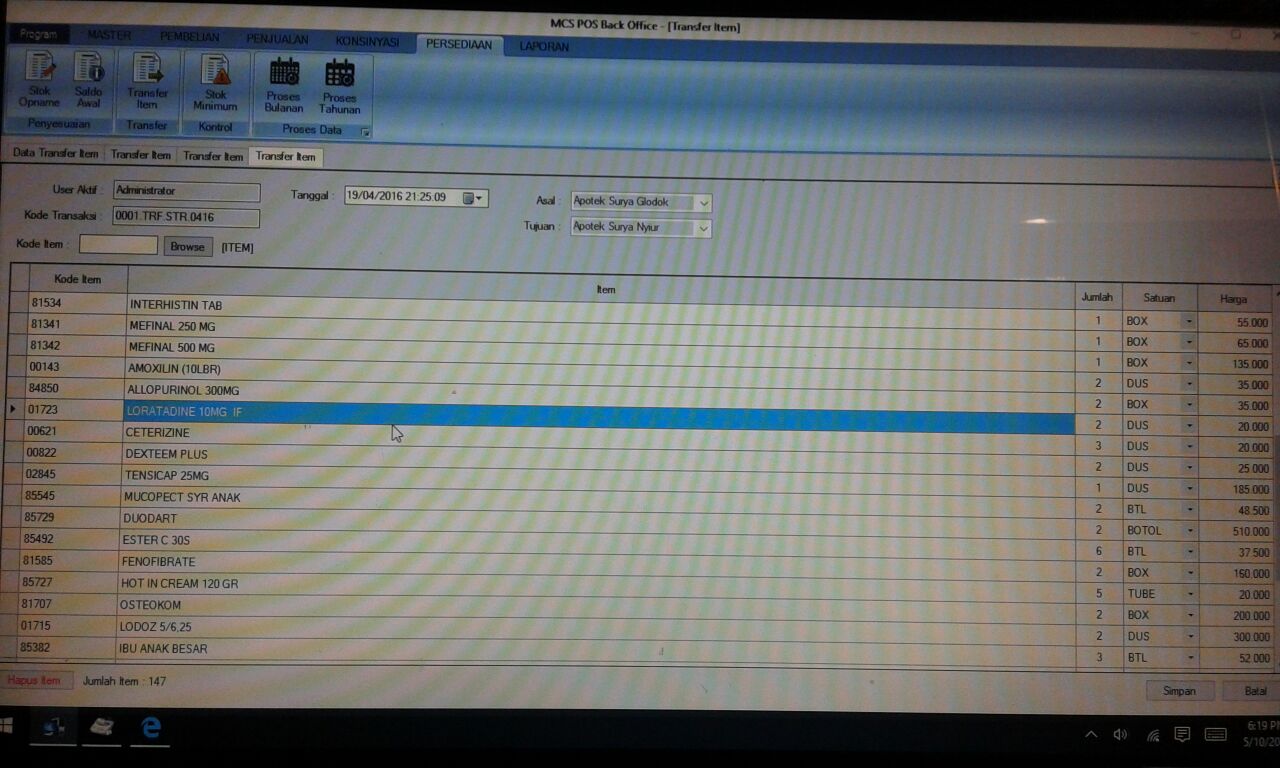 MCS POS Back Office - [Transfer Item]
Program MASTER PEMBELIAN PENJUALAN KONSINYASI PERSEDIAAN LAPORAN
Stok Opname Saldo Awal Transfer Item Stok Minimum Proses Bulanan Proses Tahunan
Penyesuaian Transfer Kontrol Proses Data
Data Transfer Item Transfer Item Transfer Item Transfer Item
User Aktif : Administrator Tanggal : 19/04/2016 21:25:09 Asal : Apotek Surya Glodok
Kode Transaksi : 0001.TRF.STR.0416 Tujuan : Apotek Surya Nyiur
Kode Item : Browse [ITEM]
Kode Item Item Jumlah Satuan Harga
81534 INTERHISTIN TAB 1 BOX 55.000
81341 MEFINAL 250 MG 1 BOX 65.000
81342 MEFINAL 500 MG 1 BOX 135.000
00143 AMOXILIN (10LBR) 2 DUS 35.000
84850 ALLOPURINOL 300MG 2 BOX 35.000
01723 LORATADINE 10MG IF 2 DUS 20.000
00621 CETERIZINE 3 DUS 20.000
00822 DEXTEEM PLUS 2 DUS 25.000
02845 TENSICAP 25MG 1 DUS 185.000
85545 MUCOPECT SYR ANAK 2 BTL 48.500
85729 DUODART 2 BOTOL 510.000
85492 ESTER C 30S 6 BTL 37.500
81585 FENOFIBRATE 2 BOX 160.000
85727 HOT IN CREAM 120 GR 5 TUBE 20.000
81707 OSTEOKOM 2 BOX 200.000
01715 LODOZ 5/6,25 2 DUS 300.000
85382 IBU ANAK BESAR 3 BTL 52.000
Hapus Item Jumlah Item : 147 Simpan Batal
6:19 P
5/10/20